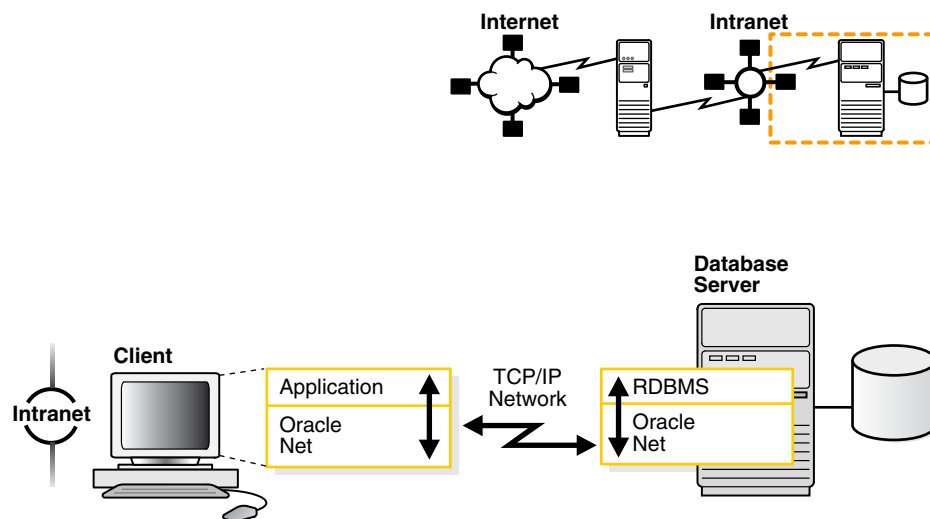 Internet
Intranet
Database
Server
Client
Intranet
Application
Oracle
Net
TCP/IP
Network
RDBMS
Oracle
Net